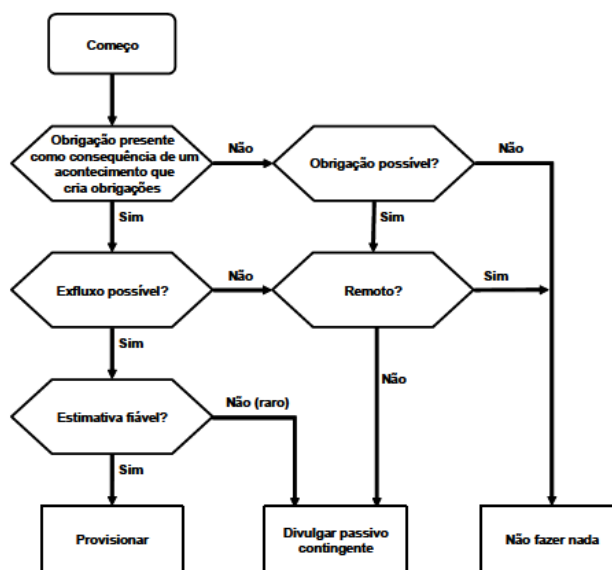 Começo
Obrigação presente
como consequência de um
acontecimento que
cria obrigações
Não
Obrigação possível?
Não
Sim
Sim
Exfluxo possível?
Não
Remoto?
Sim
Sim
Não
Estimativa fiável?
Não (raro)
Sim
Provisionar
Divulgar passivo
contingente
Não fazer nada